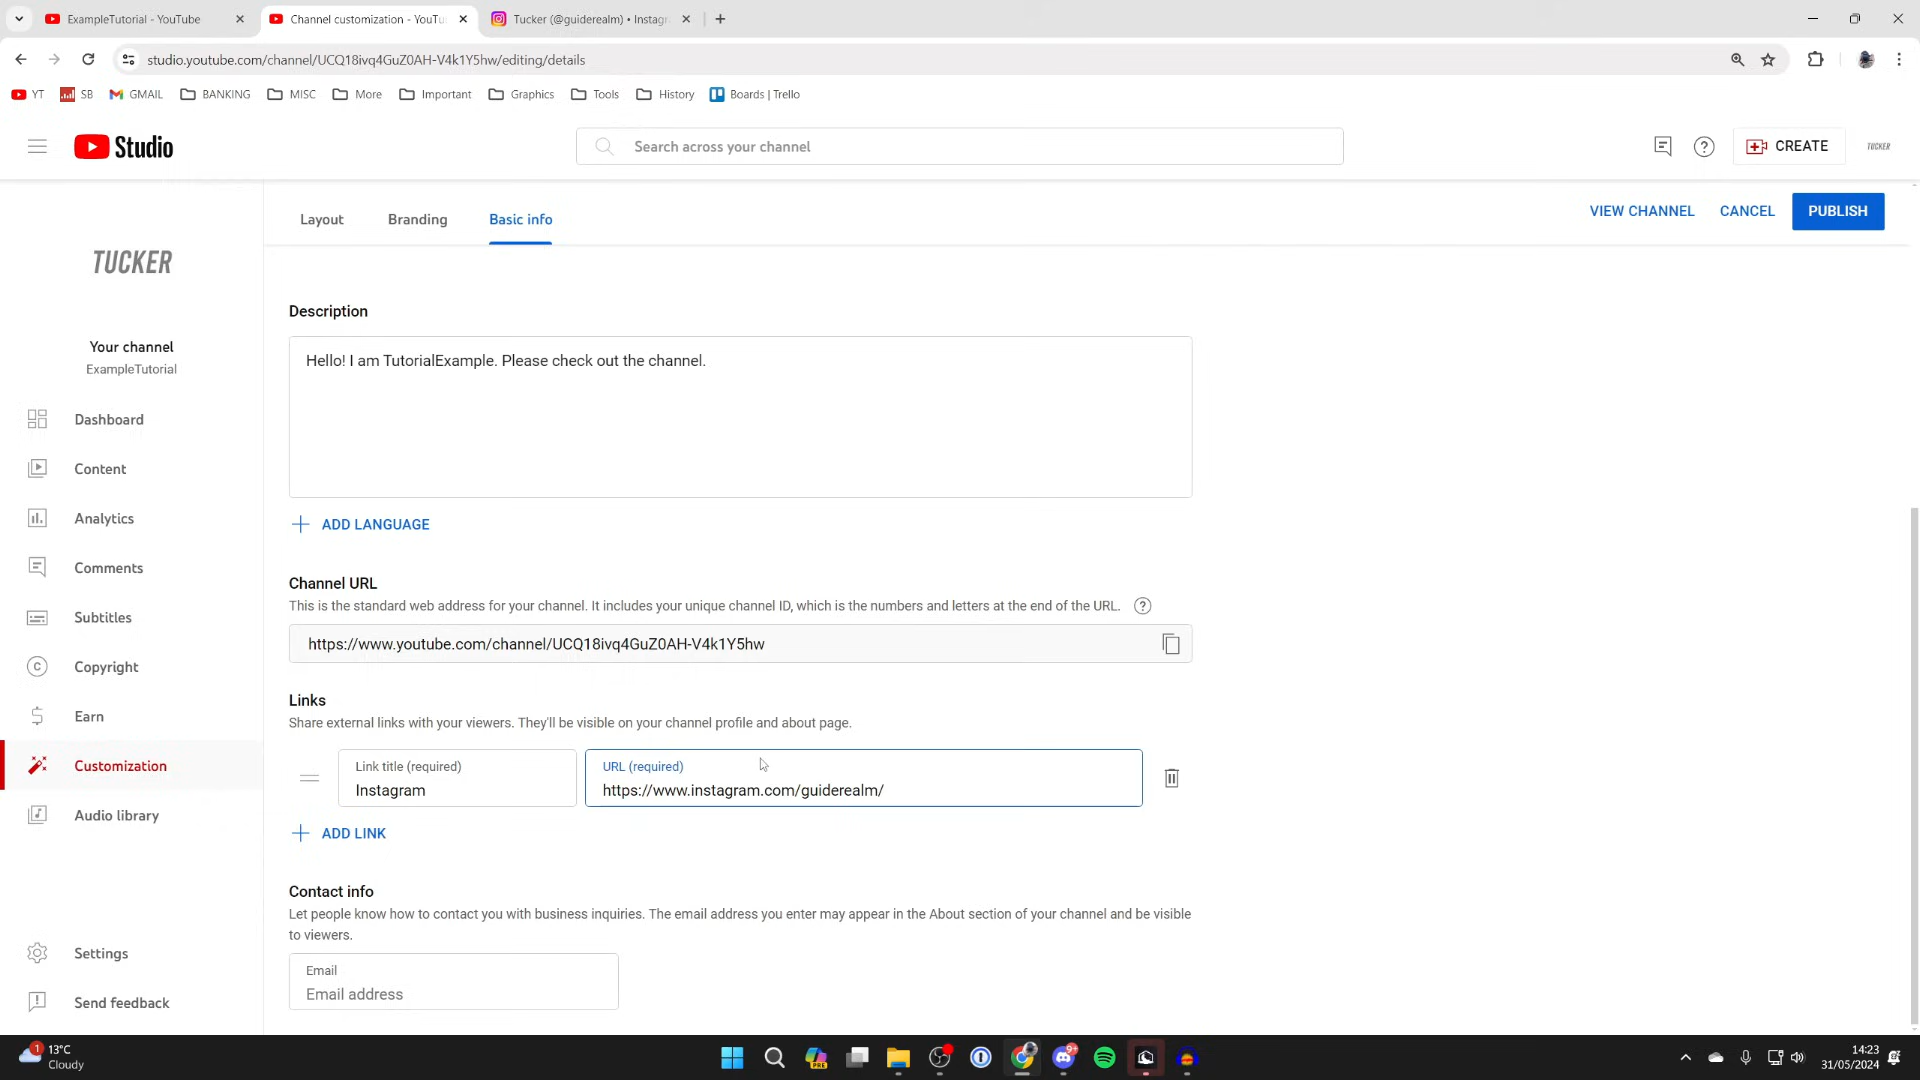 ExampleTutorial - YouTube
Channel customization - YouTu
Tucker (@guiderealm) • Instagr
studio.youtube.com/channel/UCQ18ivq4GuZ0AH-V4k1Y5hw/editing/details
YT
SB
GMAIL
BANKING
MISC
More
Important
Graphics
Tools
History
Boards | Trello
Studio
Search across your channel
CREATE
TUCKER
Layout
Branding
Basic info
VIEW CHANNEL
CANCEL
PUBLISH
TUCKER
Your channel
ExampleTutorial
Dashboard
Content
Analytics
Comments
Subtitles
Copyright
Earn
Customization
Audio library
Settings
Send feedback
Description
Hello! I am TutorialExample. Please check out the channel.
ADD LANGUAGE
Channel URL
This is the standard web address for your channel. It includes your unique channel ID, which is the numbers and letters at the end of the URL.
https://www.youtube.com/channel/UCQ18ivq4GuZ0AH-V4k1Y5hw
Links
Share external links with your viewers. They'll be visible on your channel profile and about page.
Link title (required)
Instagram
URL (required)
https://www.instagram.com/guiderealm/
ADD LINK
Contact info
Let people know how to contact you with business inquiries. The email address you enter may appear in the About section of your channel and be visible
to viewers.
Email
Email address
1
13°C
Cloudy
PRE
9+
14:23
31/05/2024